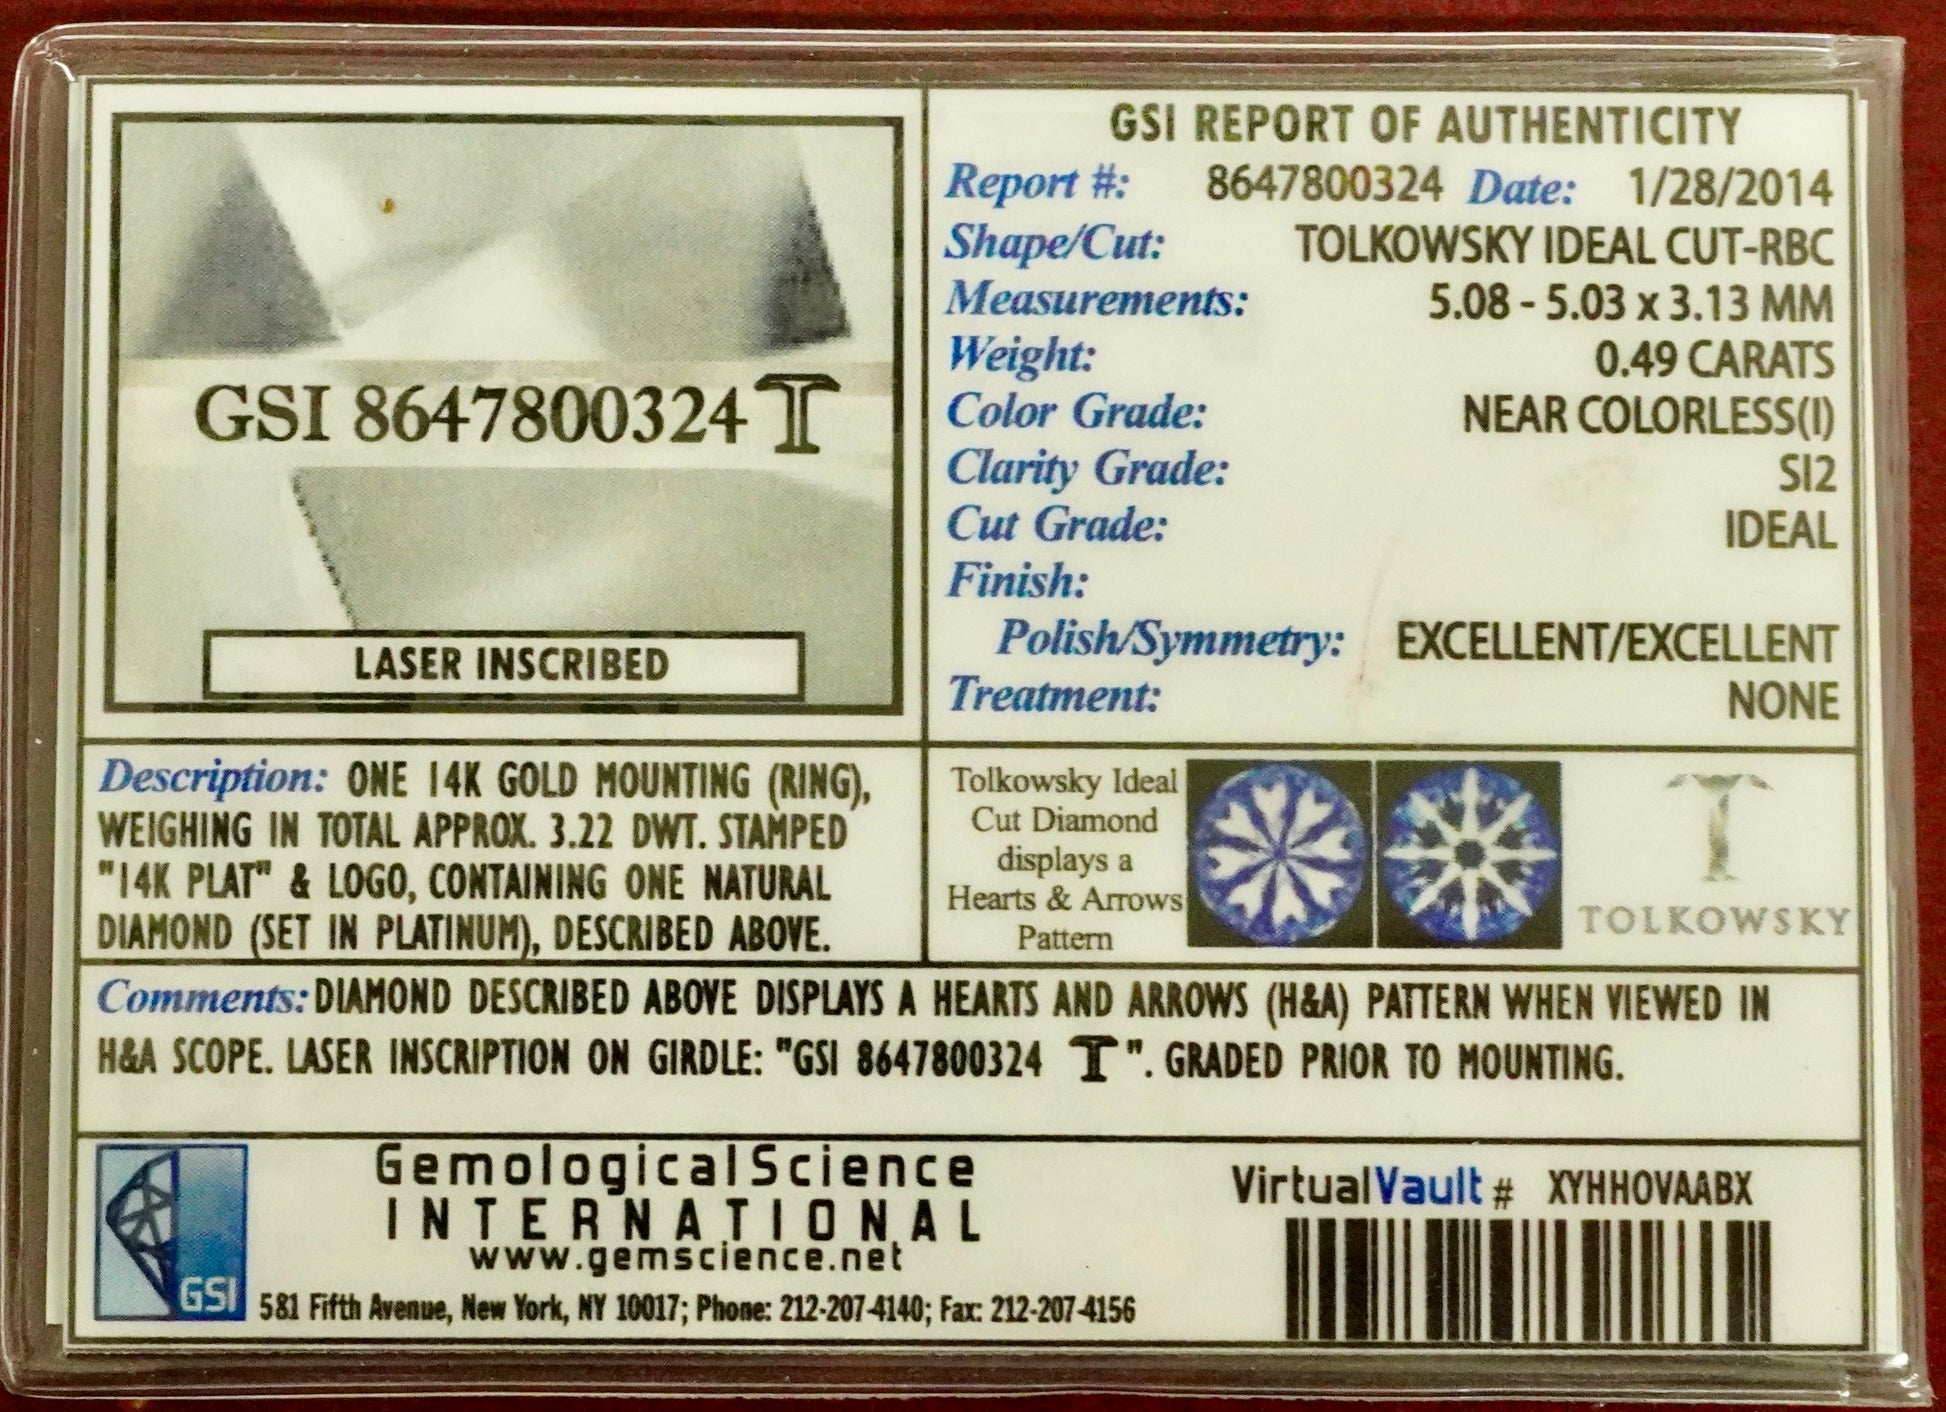 GSI 8647800324 T
LASER INSCRIBED
GSI REPORT OF AUTHENTICITY
Report #: 8647800324 Date: 1/28/2014
Shape/Cut: TOLKOWSKY IDEAL CUT-RBC
Measurements: 5.08 - 5.03 x 3.13 MM
Weight: 0.49 CARATS
Color Grade: NEAR COLORLESS(I)
Clarity Grade: SI2
Cut Grade: IDEAL
Finish:
Polish/Symmetry: EXCELLENT/EXCELLENT
Treatment: NONE
Description: ONE 14K GOLD MOUNTING (RING),
WEIGHING IN TOTAL APPROX. 3.22 DWT. STAMPED
"14K PLAT" & LOGO, CONTAINING ONE NATURAL
DIAMOND (SET IN PLATINUM), DESCRIBED ABOVE.
Tolkowsky Ideal
Cut Diamond
displays a
Hearts & Arrows
Pattern
T
TOLKOWSKY
Comments: DIAMOND DESCRIBED ABOVE DISPLAYS A HEARTS AND ARROWS (H&A) PATTERN WHEN VIEWED IN
H&A SCOPE. LASER INSCRIPTION ON GIRDLE: "GSI 8647800324 T". GRADED PRIOR TO MOUNTING.
GSI
GemologicalScience
INTERNATIONAL
www.gemscience.net
581 Fifth Avenue, New York, NY 10017; Phone: 212-207-4140; Fax: 212-207-4156
VirtualVault # XYHHOVAABX